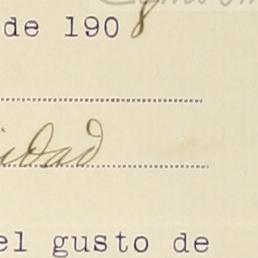 de 1908
idad
el gusto de